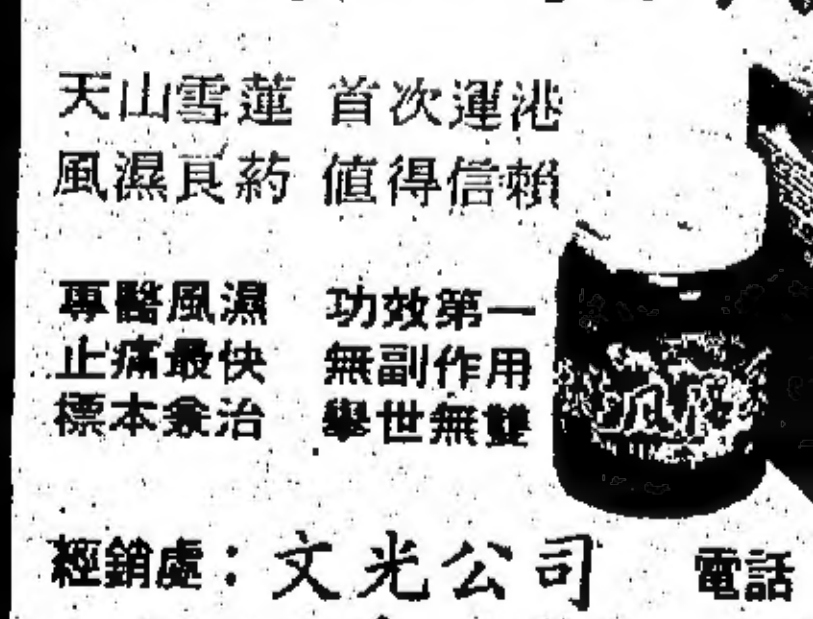 天山雪蓮 首次運港
風濕良葯 值得信賴
專醫風濕 功效第一
止痛最快 無副作用
標本兼治 舉世無雙
經銷處：文光公司 電話